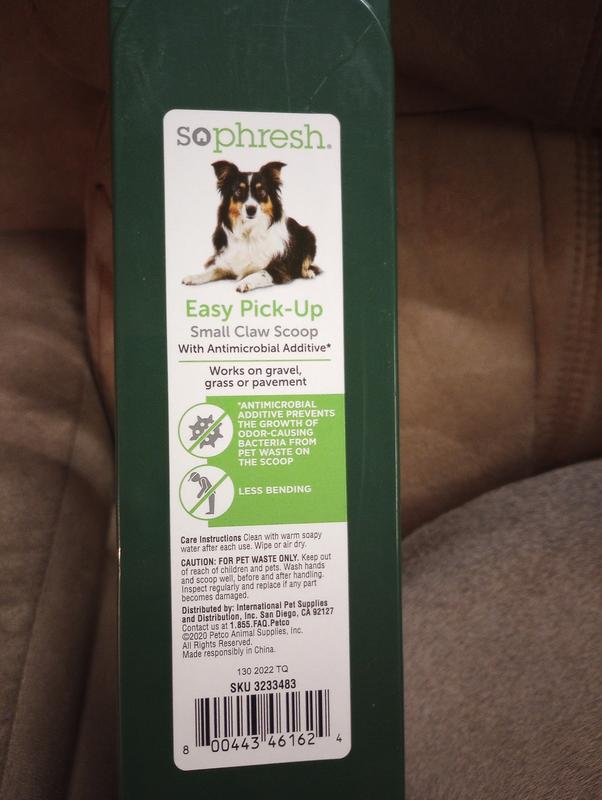 sophresh®
Easy Pick-Up
Small Claw Scoop
With Antimicrobial Additive*
Works on gravel,
grass or pavement
*ANTIMICROBIAL
ADDITIVE PREVENTS
THE GROWTH OF
ODOR-CAUSING
BACTERIA FROM
PET WASTE ON
THE SCOOP
LESS BENDING
Care Instructions Clean with warm soapy
water after each use. Wipe or air dry.
CAUTION: FOR PET WASTE ONLY. Keep out
of reach of children and pets. Wash hands
and scoop well, before and after handling.
Inspect regularly and replace if any part
becomes damaged.
Distributed by: International Pet Supplies
and Distribution, Inc. San Diego, CA 92127
Contact us at 1.855.FAQ.Petco
©2020 Petco Animal Supplies, Inc.
All Rights Reserved.
Made responsibly in China.
130 2022 TQ
SKU 3233483
8 00443 46162 4